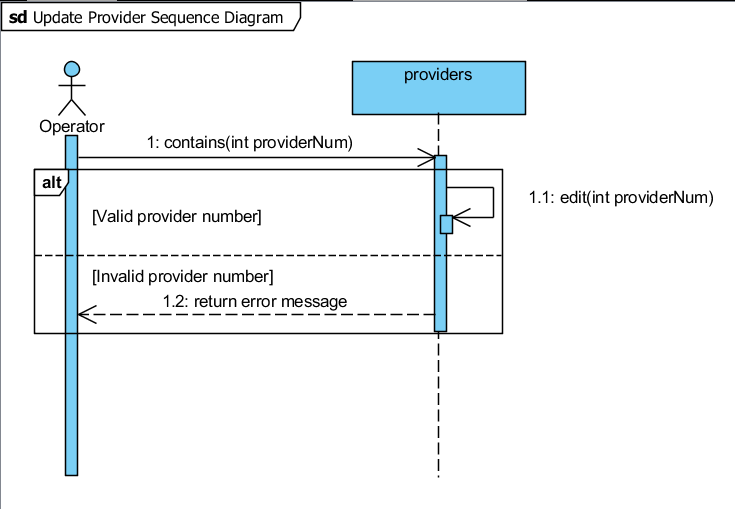 sd Update Provider Sequence Diagram
providers
Operator
1: contains(int providerNum)
alt
1.1: edit(int providerNum)
[Valid provider number]
[Invalid provider number]
1.2: return error message